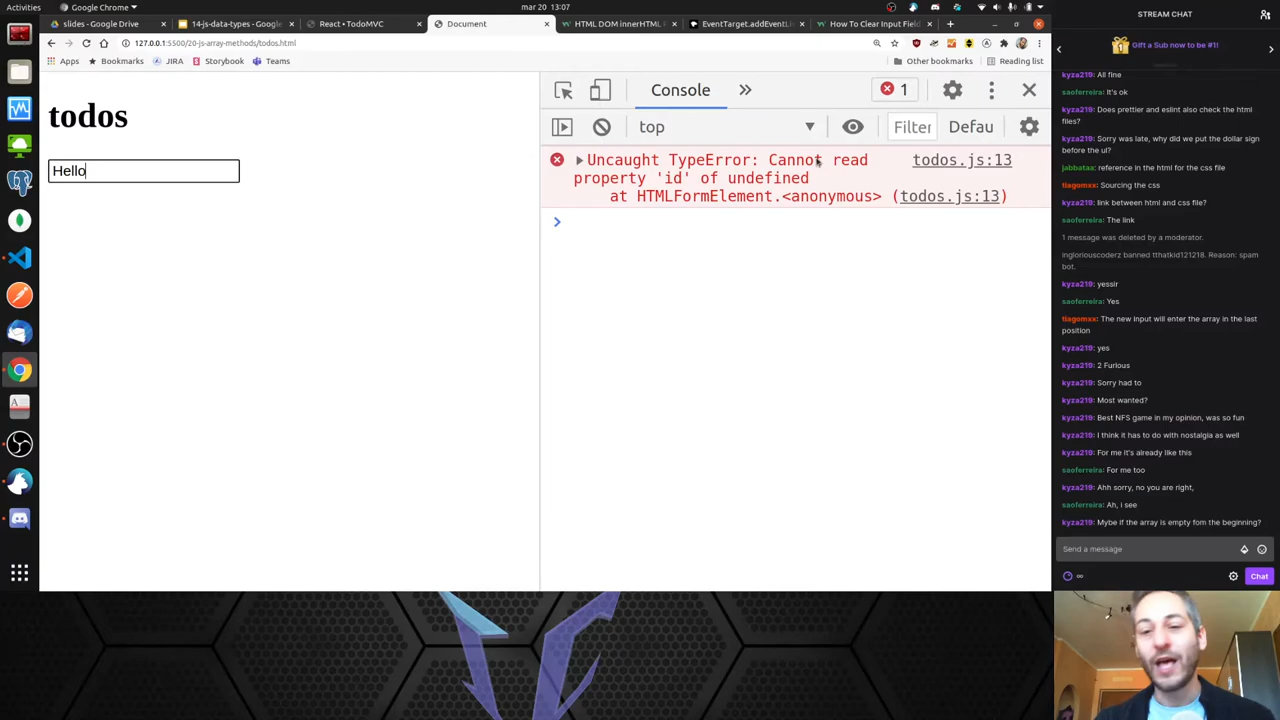 Activities
Google Chrome
mar 20 13:07
slides - Google Drive
14-js-data-types - Google
React • TodoMVC
Document
HTML DOM innerHTML
EventTarget.addEventLi
How To Clear Input Field
127.0.0.1:5500/20-js-array-methods/todos.html
Apps
Bookmarks
JIRA
Storybook
Teams
Other bookmarks
Reading list
todos
Hello
Console
1
top
Filter
Defau
Uncaught TypeError: Cannot read todos.js:13
property 'id' of undefined
at HTMLFormElement.<anonymous> (todos.js:13)
STREAM CHAT
Gift a Sub now to be #1!
kyza219: All fine
saoferreira: It's ok
kyza219: Does prettier and eslint also check the html
files?
kyza219: Sorry was late, why did we put the dollar sign
before the ul?
jabbataa: reference in the html for the css file
tiagomxx: Sourcing the css
kyza219: link between html and css file?
saoferreira: The link
1 message was deleted by a moderator.
ingloriouscoderz banned tthatkid121218. Reason: spam
bot.
kyza219: yessir
saoferreira: Yes
tiagomxx: The new input will enter the array in the last
position
kyza219: yes
kyza219: 2 Furious
kyza219: Sorry had to
kyza219: Most wanted?
kyza219: Best NFS game in my opinion, was so fun
kyza219: I think it has to do with nostalgia as well
kyza219: For me it's already like this
saoferreira: For me too
kyza219: Ahh sorry, no you are right,
saoferreira: Ah, i see
kyza219: Mybe if the array is empty fom the beginning?
Send a message
Chat